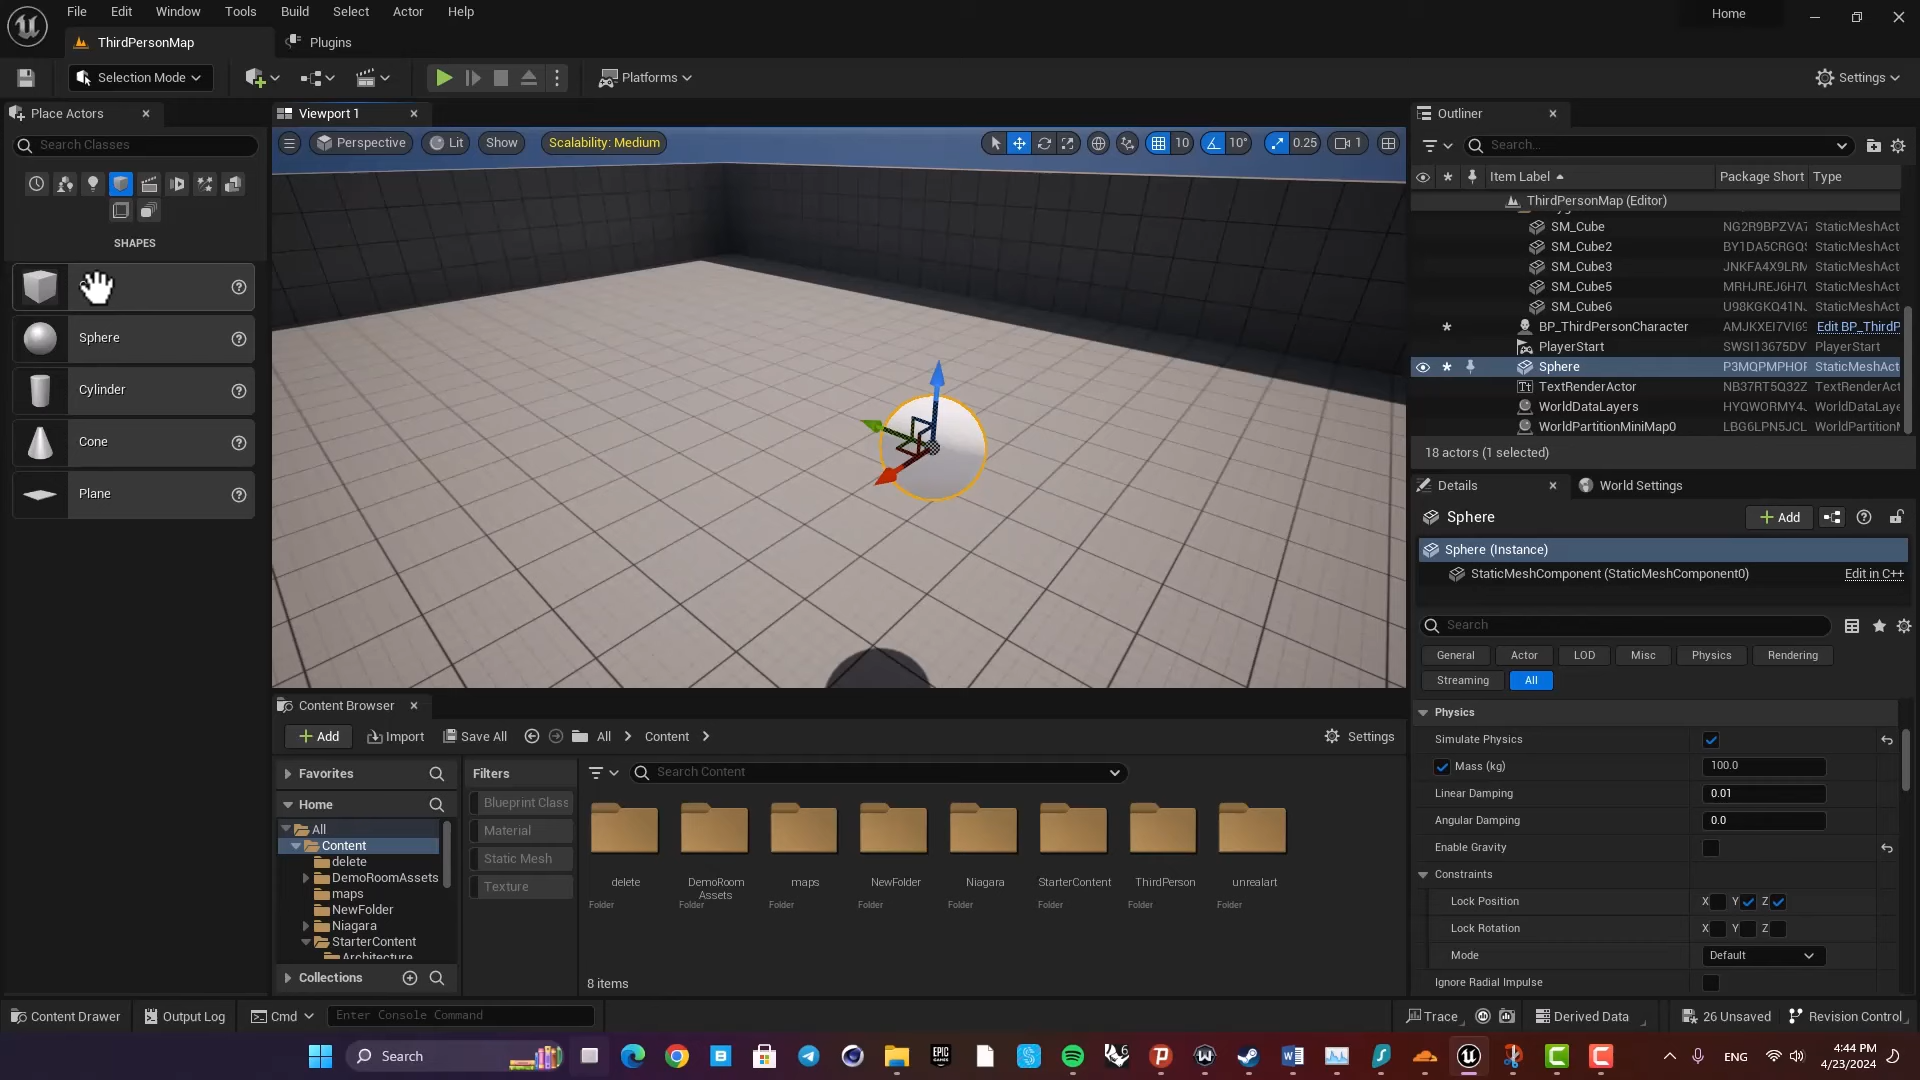 File Edit Window Tools Build Select Actor Help Home
ThirdPersonMap Plugins
Selection Mode Platforms Settings
Place Actors
Search Classes
SHAPES
Sphere
Cylinder
Cone
Plane
Viewport 1
Perspective Lit Show Scalability: Medium 10 10° 0.25 1
Outliner
Search...
Item Label Package Short Type
ThirdPersonMap (Editor)
SM_Cube StaticMeshAct
SM_Cube2 StaticMeshAct
SM_Cube3 StaticMeshAct
SM_Cube5 StaticMeshAct
SM_Cube6 StaticMeshAct
BP_ThirdPersonCharacter Edit BP_ThirdP
PlayerStart SWSI13675DV PlayerStart
Sphere StaticMeshAct
TextRenderActor NB37RT5Q32Z TextRenderAct
WorldDataLayers WorldDataLaye
WorldPartitionMiniMap0 LBG6LPN5JCL WorldPartition
18 actors (1 selected)
Details World Settings
Sphere Add
Sphere (Instance)
StaticMeshComponent (StaticMeshComponent0) Edit in C++
Search
General Actor LOD Misc Physics Rendering
Streaming All
Physics
Simulate Physics
Mass (kg) 100.0
Linear Damping 0.01
Angular Damping 0.0
Enable Gravity
Constraints
Lock Position X Y Z
Lock Rotation X Y Z
Mode Default
Ignore Radial Impulse
Content Browser
Add Import Save All All Content Settings
Favorites
Home
All
Content
delete
DemoRoomAssets
maps
NewFolder
Niagara
StarterContent
Architecture
Collections
Filters
Blueprint Class
Material
Static Mesh
Texture
Search Content
delete DemoRoom Assets maps NewFolder Niagara StarterContent ThirdPerson unrealart
Folder Folder Folder Folder Folder Folder Folder Folder
8 items
Content Drawer Output Log Cmd Enter Console Command Trace Derived Data 26 Unsaved Revision Control
Search ENG 4:44 PM
4/23/2024